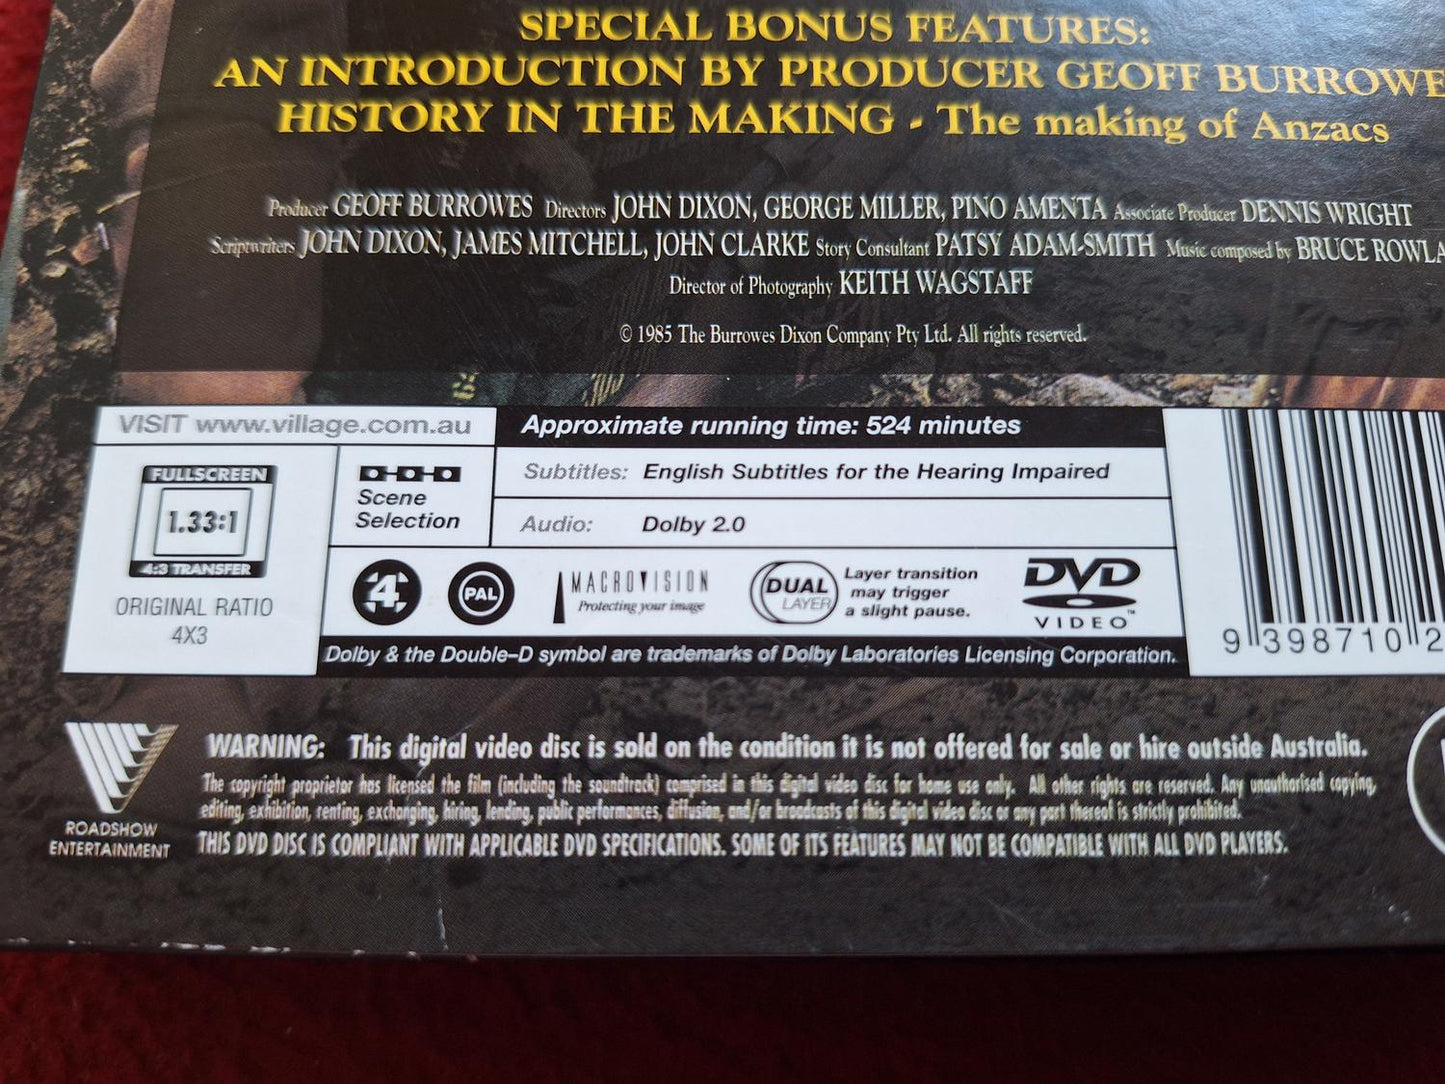 SPECIAL BONUS FEATURES:
AN INTRODUCTION BY PRODUCER GEOFF BURROWE
HISTORY IN THE MAKING - The making of Anzacs
Producer GEOFF BURROWES Directors JOHN DIXON, GEORGE MILLER, PINO AMENTA Associate Producer DENNIS WRIGHT
Scriptwriters JOHN DIXON, JAMES MITCHELL, JOHN CLARKE Story Consultant PATSY ADAM-SMITH Music composed by BRUCE ROWLA
Director of Photography KEITH WAGSTAFF
© 1985 The Burrowes Dixon Company Pty Ltd. All rights reserved.
VISIT www.village.com.au
Approximate running time: 524 minutes
FULLSCREEN
1.33:1
4:3 TRANSFER
ORIGINAL RATIO
4X3
Scene
Selection
Subtitles: English Subtitles for the Hearing Impaired
Audio: Dolby 2.0
4
PAL
MACROVISION
Protecting your image
DUAL
LAYER
Layer transition
may trigger
a slight pause.
DVD
VIDEO™
Dolby & the Double-D symbol are trademarks of Dolby Laboratories Licensing Corporation.
9 398710 2
ROADSHOW
ENTERTAINMENT
WARNING: This digital video disc is sold on the condition it is not offered for sale or hire outside Australia.
The copyright proprietor has licensed the film (including the soundtrack) comprised in this digital video disc for home use only. All other rights are reserved. Any unauthorised copying,
editing, exhibition, renting, exchanging, hiring, lending, public performances, diffusion, and/or broadcasts of this digital video disc or any part thereof is strictly prohibited.
THIS DVD DISC IS COMPLIANT WITH APPLICABLE DVD SPECIFICATIONS. SOME OF ITS FEATURES MAY NOT BE COMPATIBLE WITH ALL DVD PLAYERS.